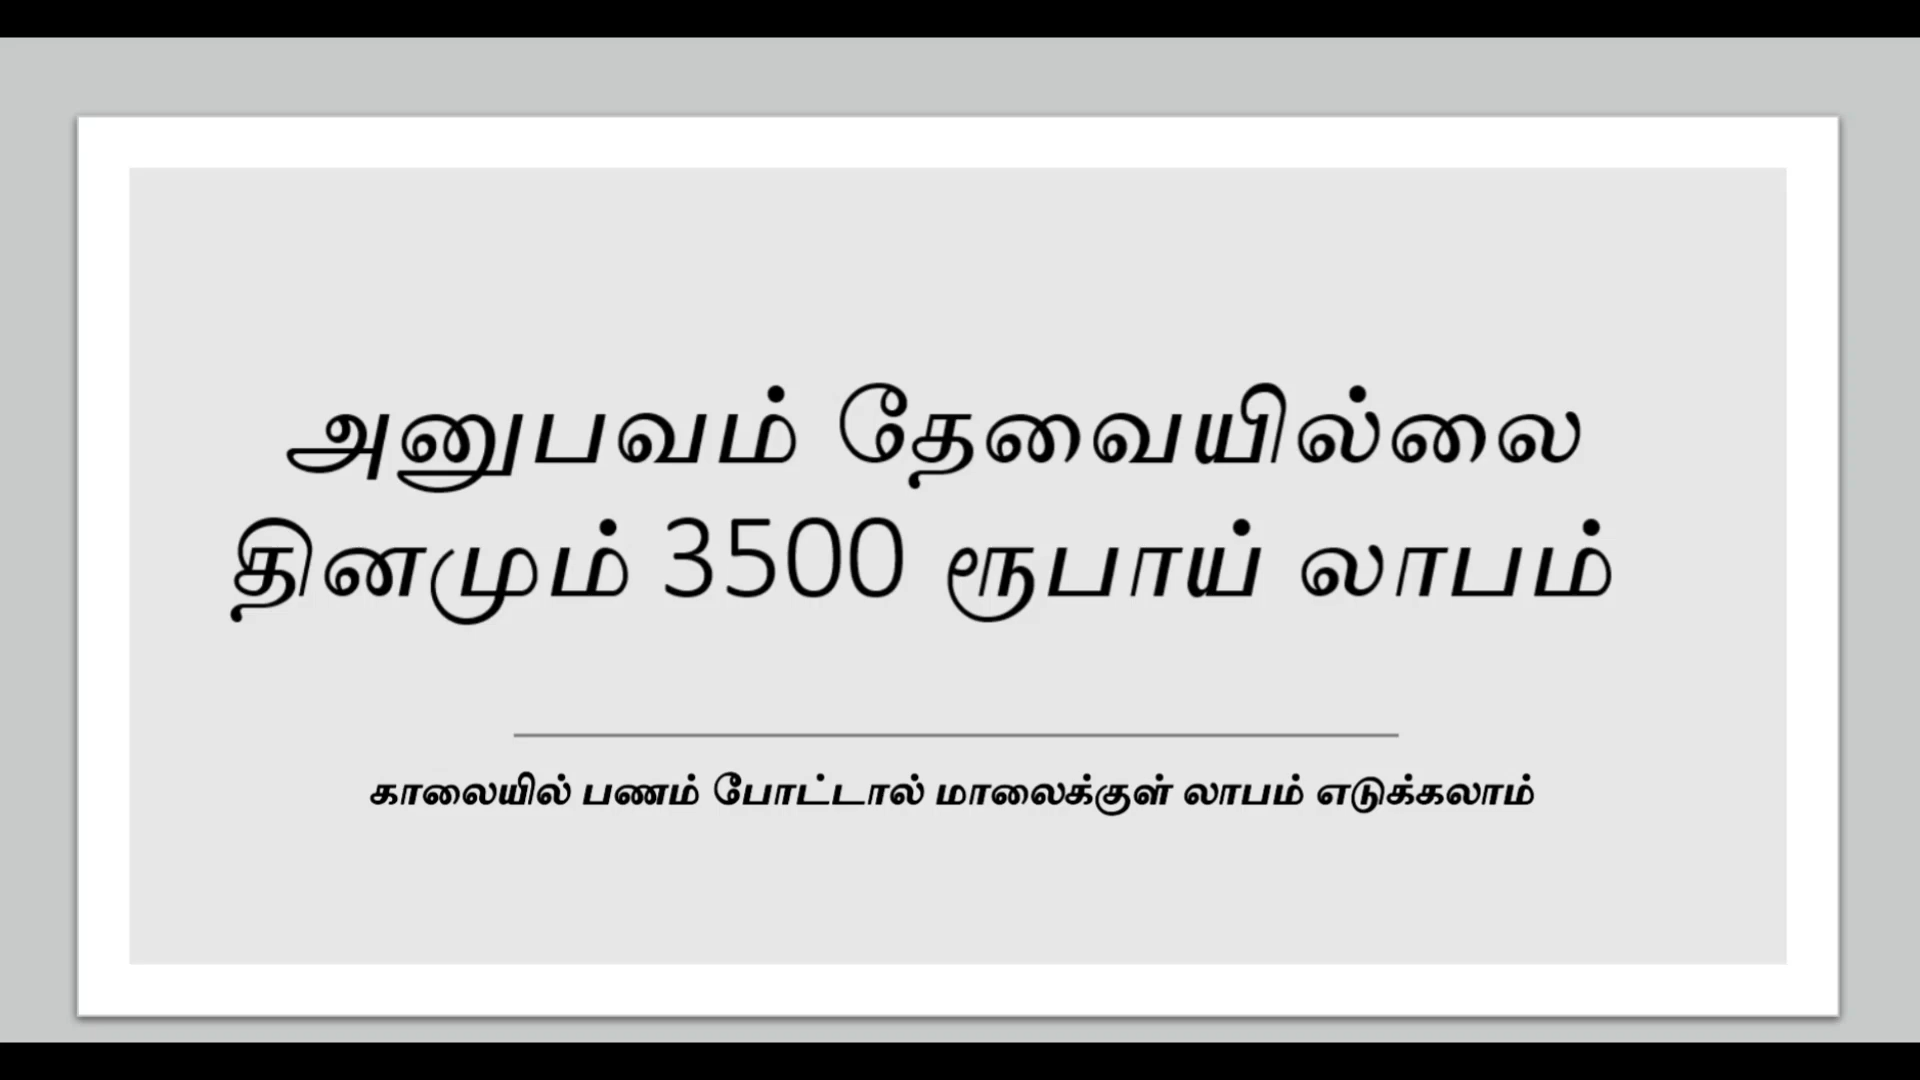 அனுபவம் தேவையில்லை
தினமும் 3500 ரூபாய் லாபம்
காலையில் பணம் போட்டால் மாலைக்குள் லாபம் எடுக்கலாம்